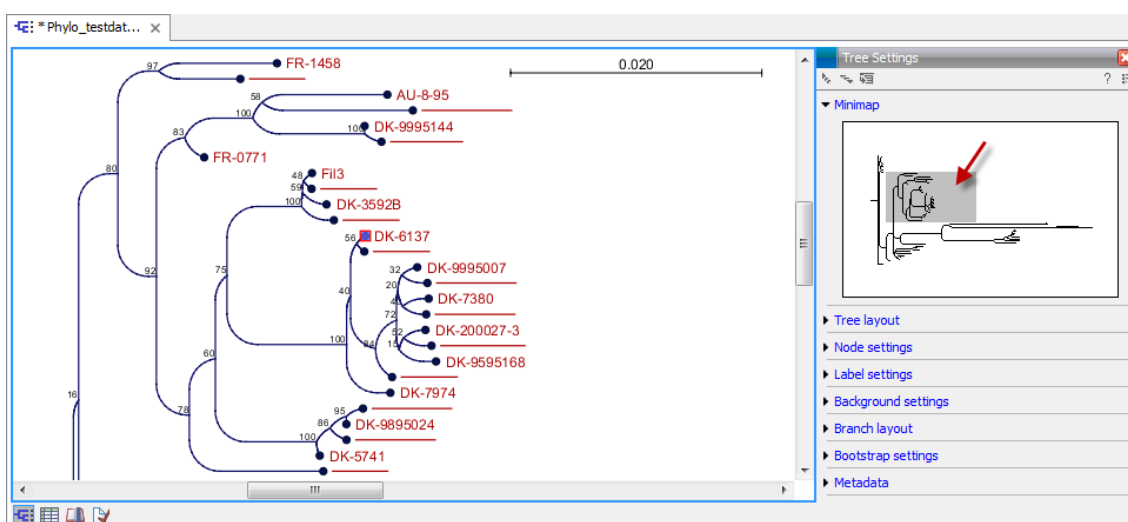 * Phylo_testdat...
Tree Settings
0.020
97
FR-1458
?
Minimap
58
AU-8-95
100
100
DK-9995144
83
FR-0771
80
48
Fil3
59
100
DK-3592B
56
DK-6137
92
75
32
DK-9995007
20
40
DK-7380
72
Tree layout
52
DK-200027-3
100
Node settings
60
DK-9595168
Label settings
DK-7974
16
78
95
Background settings
86
DK-9895024
Branch layout
100
DK-5741
Bootstrap settings
Metadata